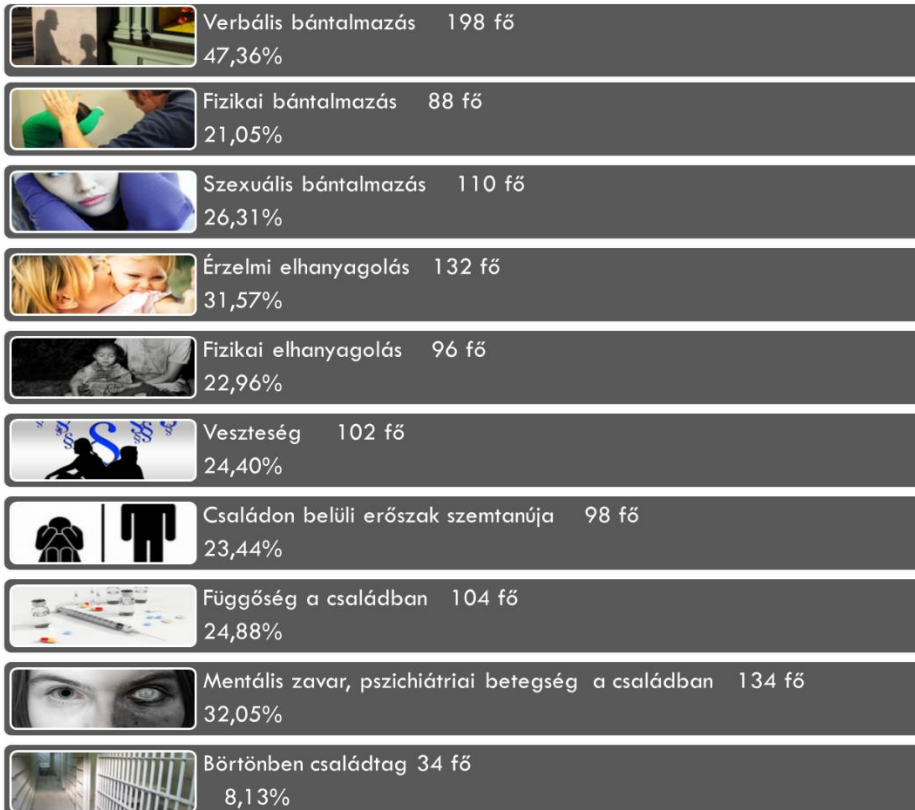 Verbális bántalmazás 198 fő
47,36%
Fizikai bántalmazás 88 fő
21,05%
Szexuális bántalmazás 110 fő
26,31%
Érzelmi elhanyagolás 132 fő
31,57%
Fizikai elhanyagolás 96 fő
22,96%
Veszteség 102 fő
24,40%
Családon belüli erőszak szemtanúja 98 fő
23,44%
Függőség a családban 104 fő
24,88%
Mentális zavar, pszichiátriai betegség a családban 134 fő
32,05%
Börtönben családtag 34 fő
8,13%